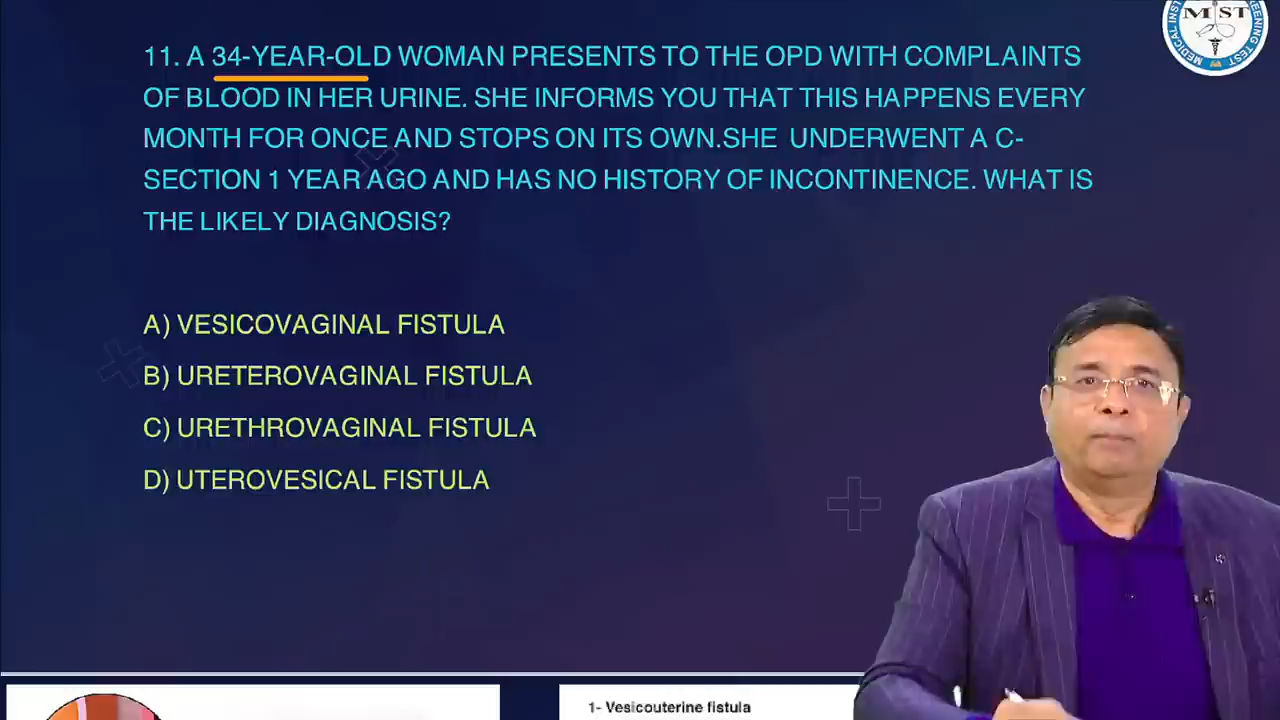 11. A 34-YEAR-OLD WOMAN PRESENTS TO THE OPD WITH COMPLAINTS
OF BLOOD IN HER URINE. SHE INFORMS YOU THAT THIS HAPPENS EVERY
MONTH FOR ONCE AND STOPS ON ITS OWN.SHE UNDERWENT A C-
SECTION 1 YEAR AGO AND HAS NO HISTORY OF INCONTINENCE. WHAT IS
THE LIKELY DIAGNOSIS?
A) VESICOVAGINAL FISTULA
B) URETEROVAGINAL FISTULA
C) URETHROVAGINAL FISTULA
D) UTEROVESICAL FISTULA
1- Vesicouterine fistula
MIST